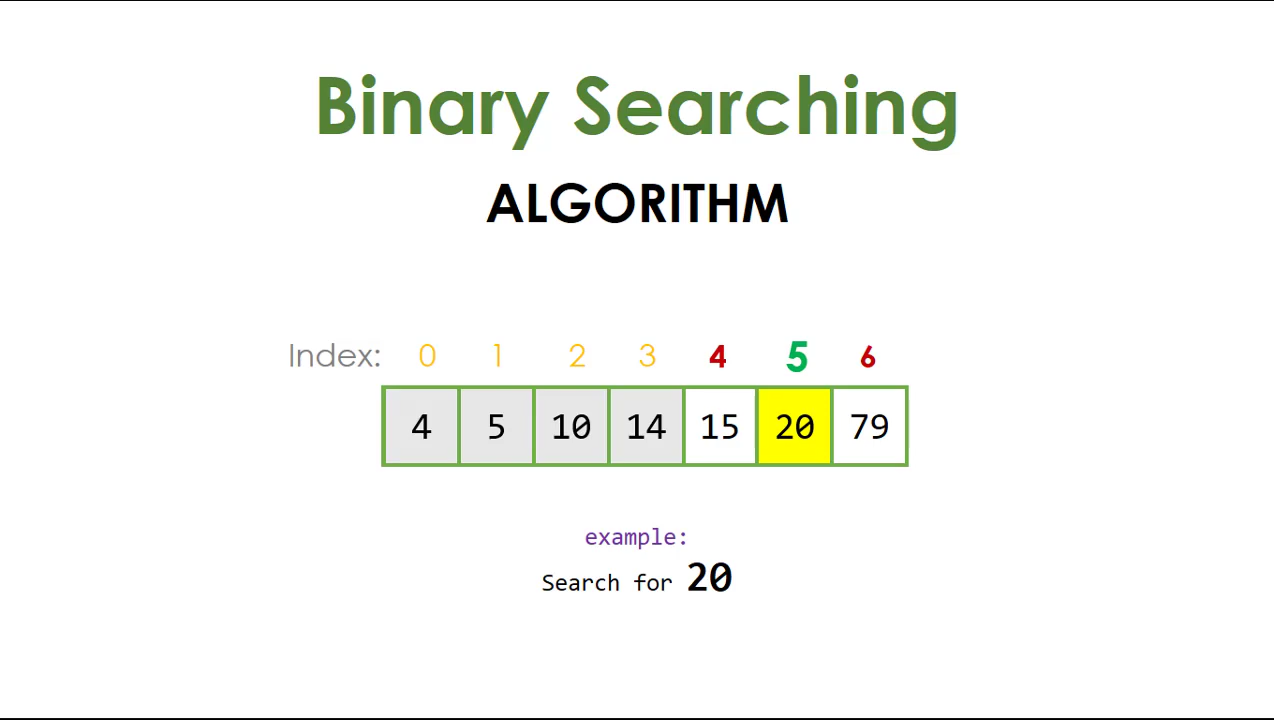 Binary Searching
ALGORITHM
Index: 0 1 2 3 4 5 6
4 5 10 14 15 20 79
example:
Search for 20